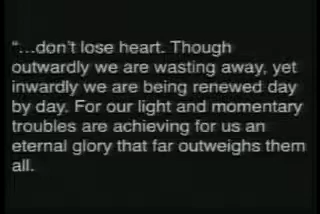 “...don't lose heart. Though
outwardly we are wasting away, yet
inwardly we are being renewed day
by day. For our light and momentary
troubles are achieving for us an
eternal glory that far outweighs them
all.